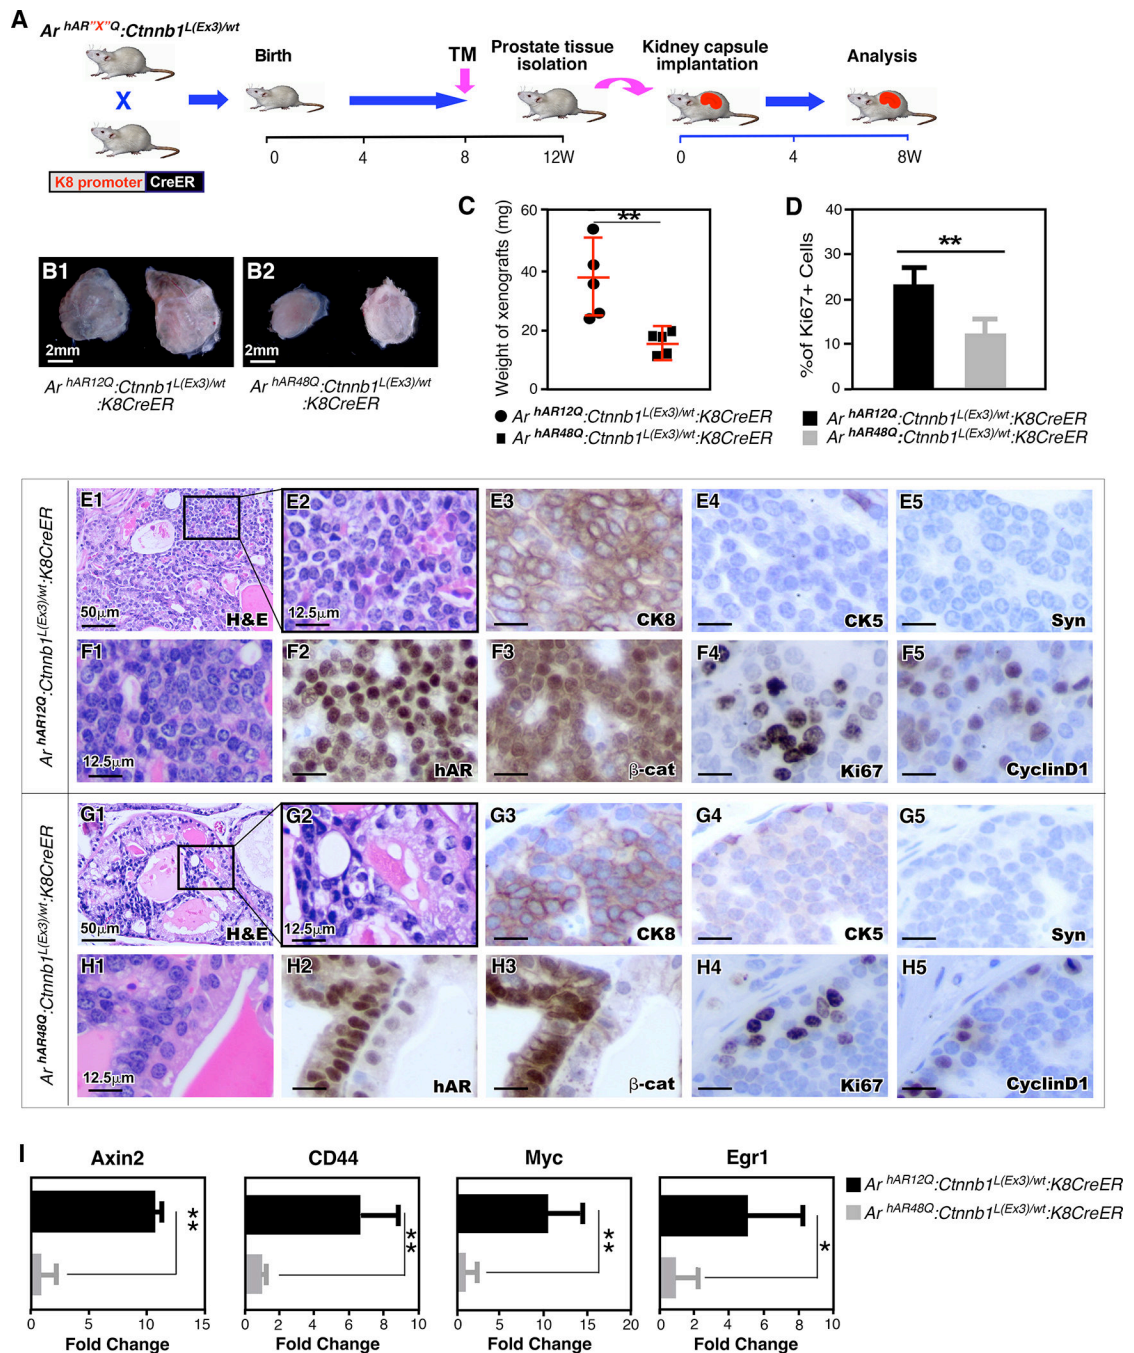 A
Ar hAR"X"Q:Ctnnb1L(Ex3)/wt
X
K8 promoter CreER
Birth
TM
Prostate tissue
isolation
Kidney capsule
implantation
Analysis
0 4 8 12W
0 4 8W
B1
2mm
Ar hAR12Q:Ctnnb1L(Ex3)/wt
:K8CreER
B2
2mm
Ar hAR48Q:Ctnnb1L(Ex3)/wt
:K8CreER
C
Weight of xenografts (mg)
60
40
20
0
**
Ar hAR12Q:Ctnnb1L(Ex3)/wt:K8CreER
Ar hAR48Q:Ctnnb1L(Ex3)/wt:K8CreER
D
%of Ki67+ Cells
40
30
20
10
0
**
Ar hAR12Q:Ctnnb1L(Ex3)/wt:K8CreER
Ar hAR48Q:Ctnnb1L(Ex3)/wt:K8CreER
Ar hAR12Q:Ctnnb1L(Ex3)/wt:K8CreER
E1 50μm H&E
E2 12.5μm
E3 CK8
E4 CK5
E5 Syn
F1 12.5μm
F2 hAR
F3 β-cat
F4 Ki67
F5 CyclinD1
Ar hAR48Q:Ctnnb1L(Ex3)/wt:K8CreER
G1 50μm H&E
G2 12.5μm
G3 CK8
G4 CK5
G5 Syn
H1 12.5μm
H2 hAR
H3 β-cat
H4 Ki67
H5 CyclinD1
I
Axin2
**
0 5 10 15
Fold Change
CD44
**
0 2 4 6 8 10
Fold Change
Myc
**
0 5 10 15 20
Fold Change
Egr1
*
0 2 4 6 8 10
Fold Change
Ar hAR12Q:Ctnnb1L(Ex3)/wt:K8CreER
Ar hAR48Q:Ctnnb1L(Ex3)/wt:K8CreER